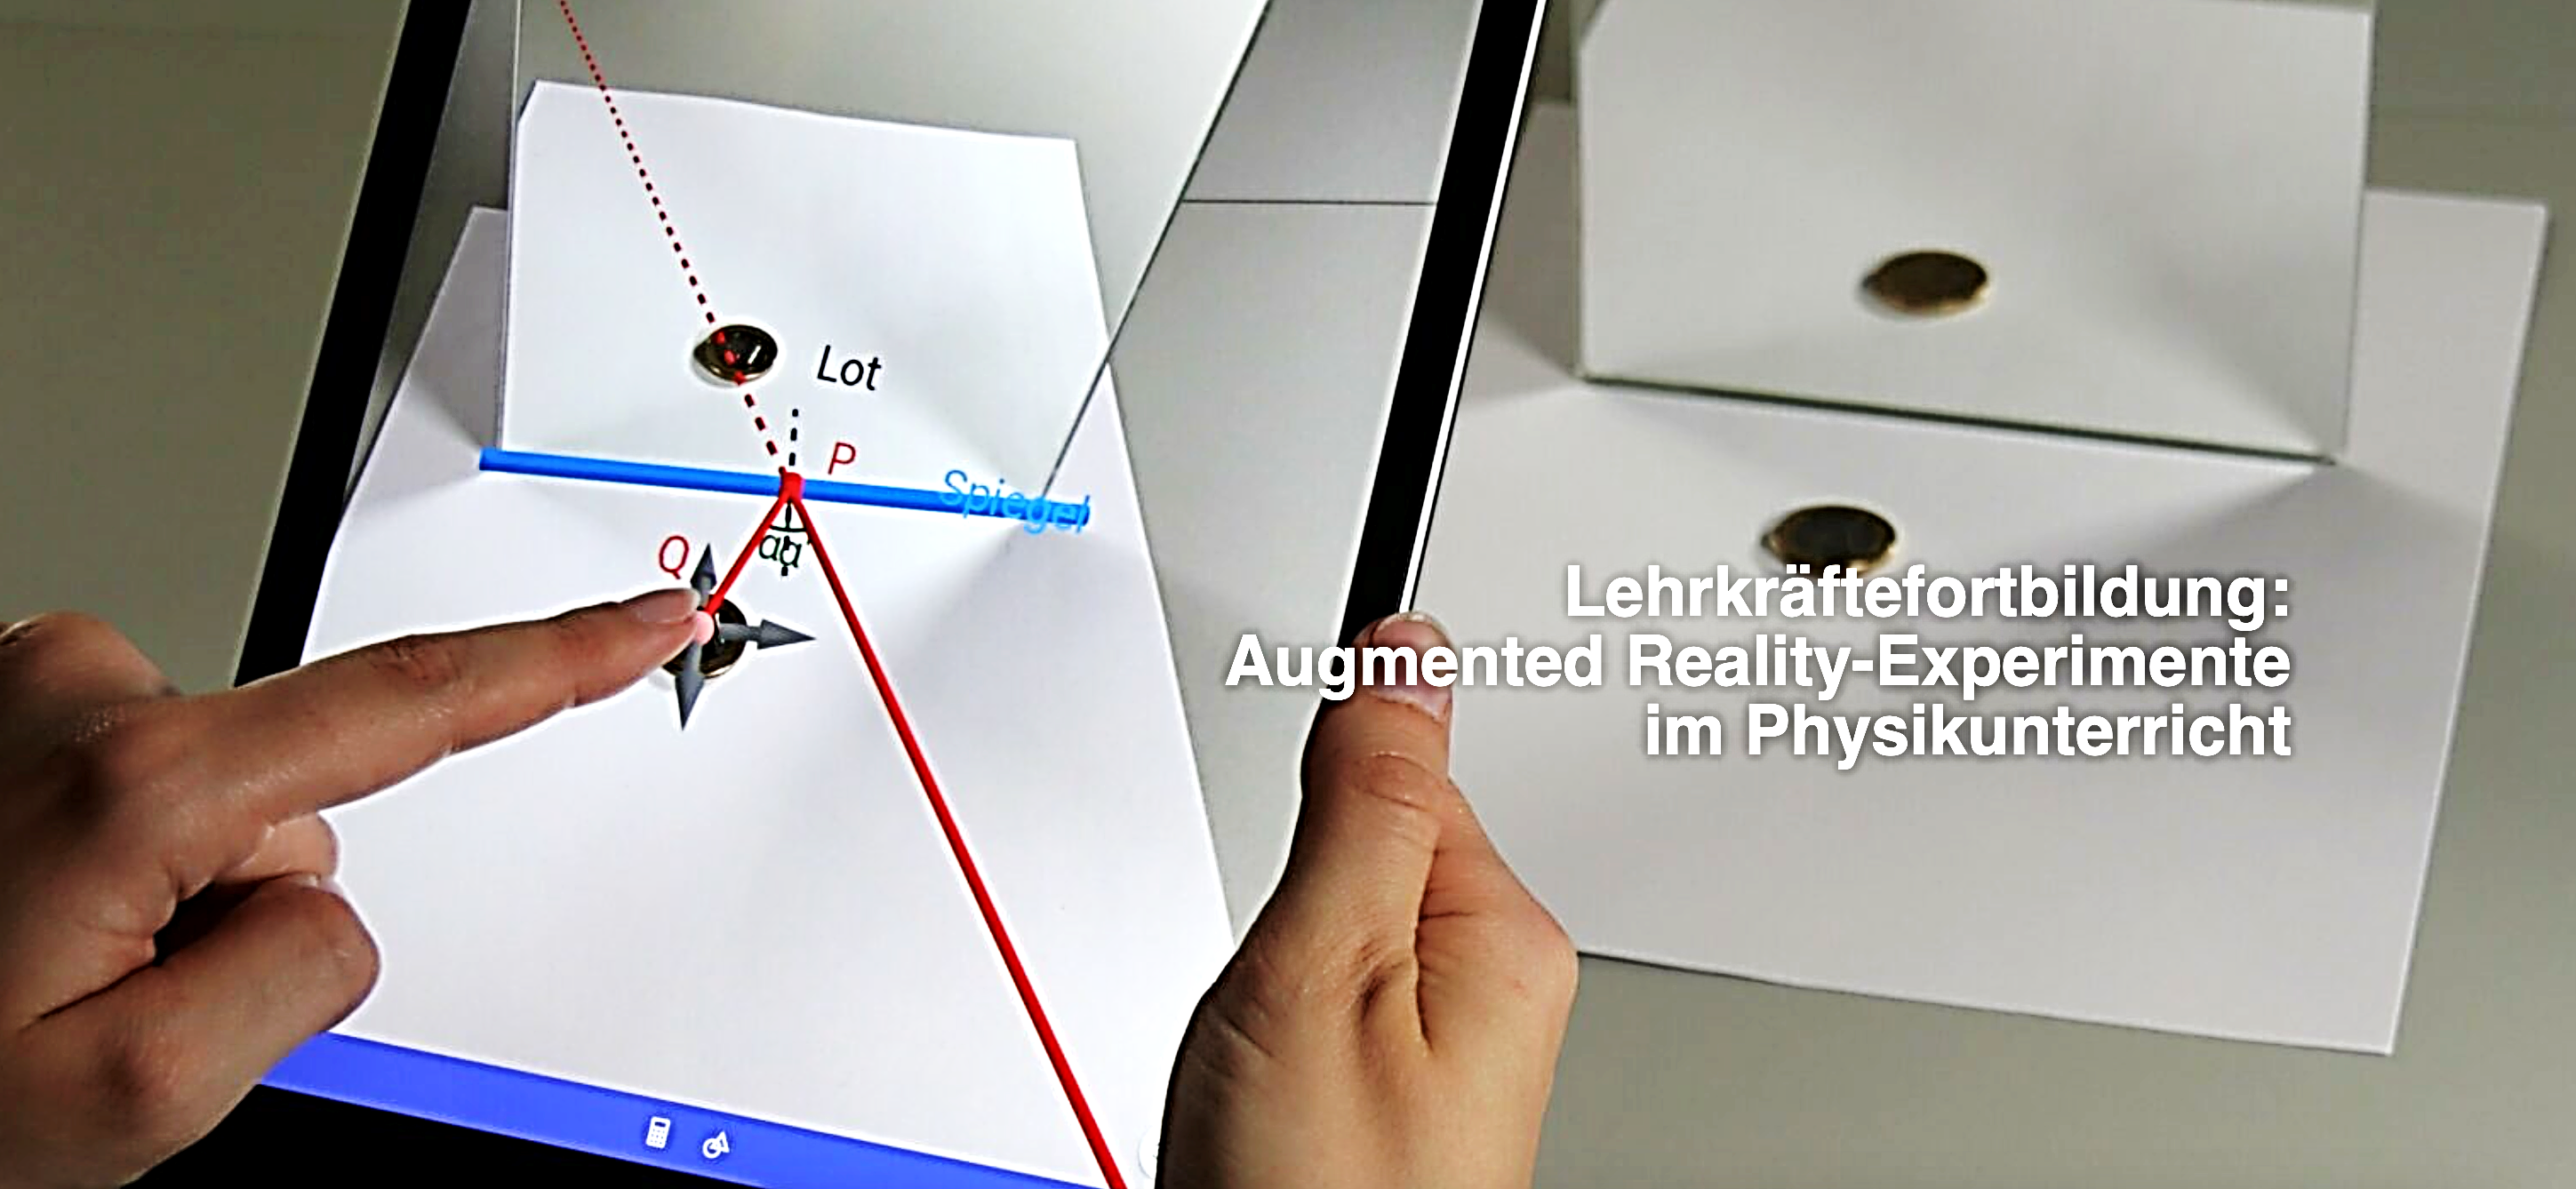 Lot
P
Spiegel
Q
α
α'
Lehrkräftefortbildung:
Augmented Reality-Experimente
im Physikunterricht